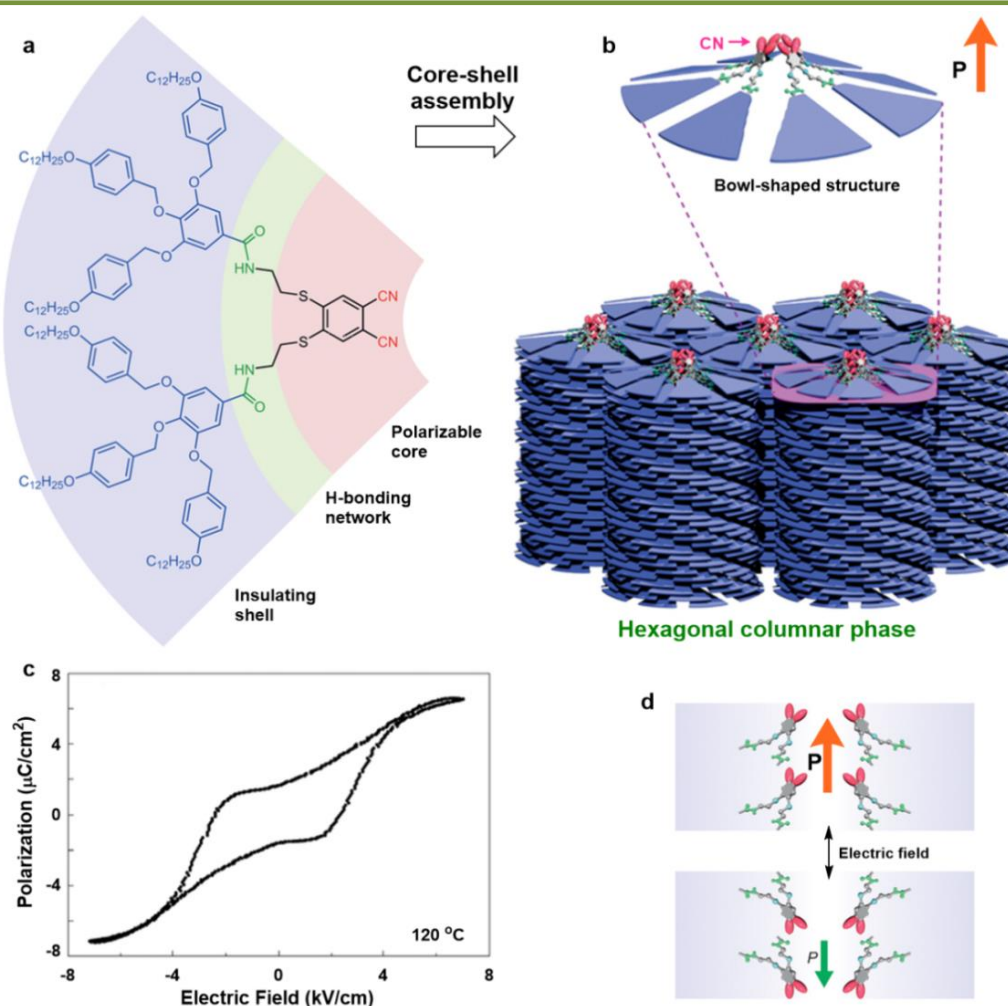 a
C₁₂H₂₅O
C₁₂H₂₅O
O
O
O
C₁₂H₂₅O
C₁₂H₂₅O
O
HN
S
CN
S
CN
HN
O
O
O
O
C₁₂H₂₅O
C₁₂H₂₅O
Polarizable
core
H-bonding
network
Insulating
shell
Core-shell
assembly
b
CN
P
Bowl-shaped structure
Hexagonal columnar phase
c
Polarization (μC/cm²)
8
4
0
-4
-8
120 °C
-8 -4 0 4 8
Electric Field (kV/cm)
d
P
Electric field
P